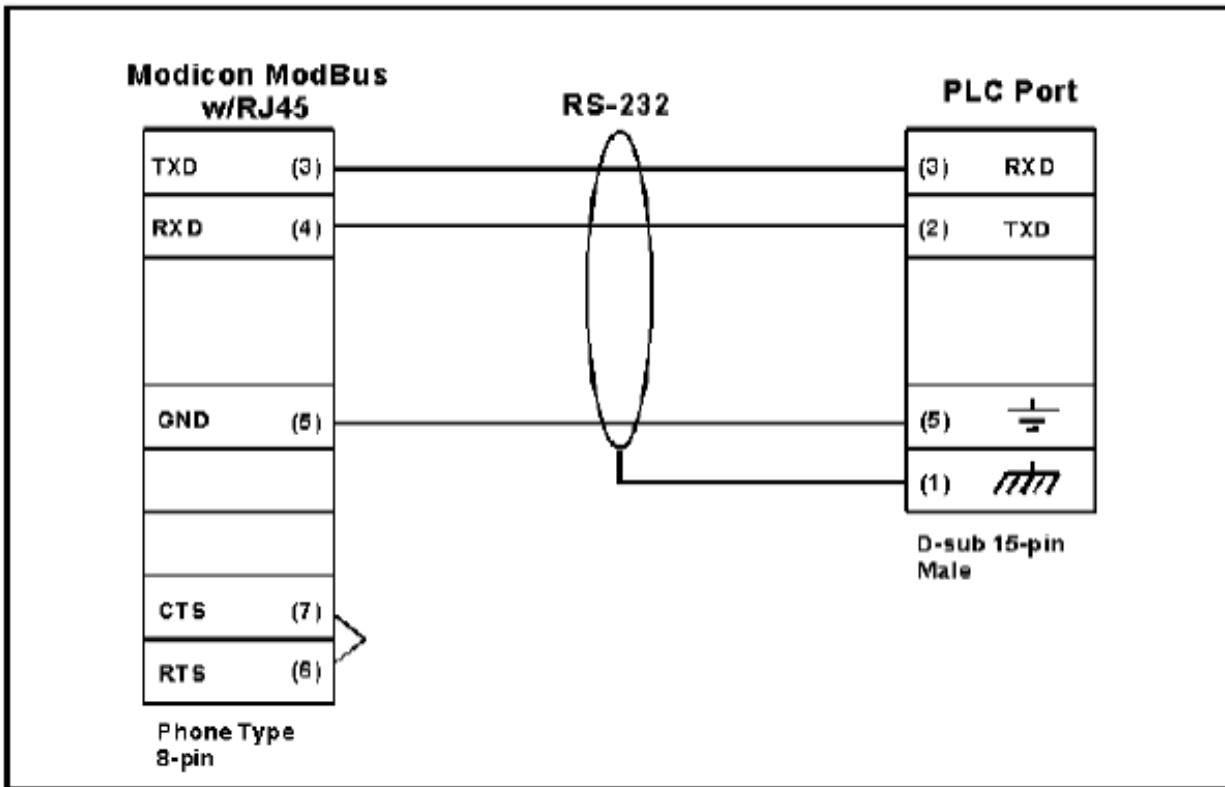 Modicon ModBus
w/RJ45
RS-232
PLC Port
TXD (3)
(3) RXD
RXD (4)
(2) TXD
GND (5)
(5)
(1)
D-sub 15-pin
Male
CTS (7)
RTS (6)
Phone Type
8-pin